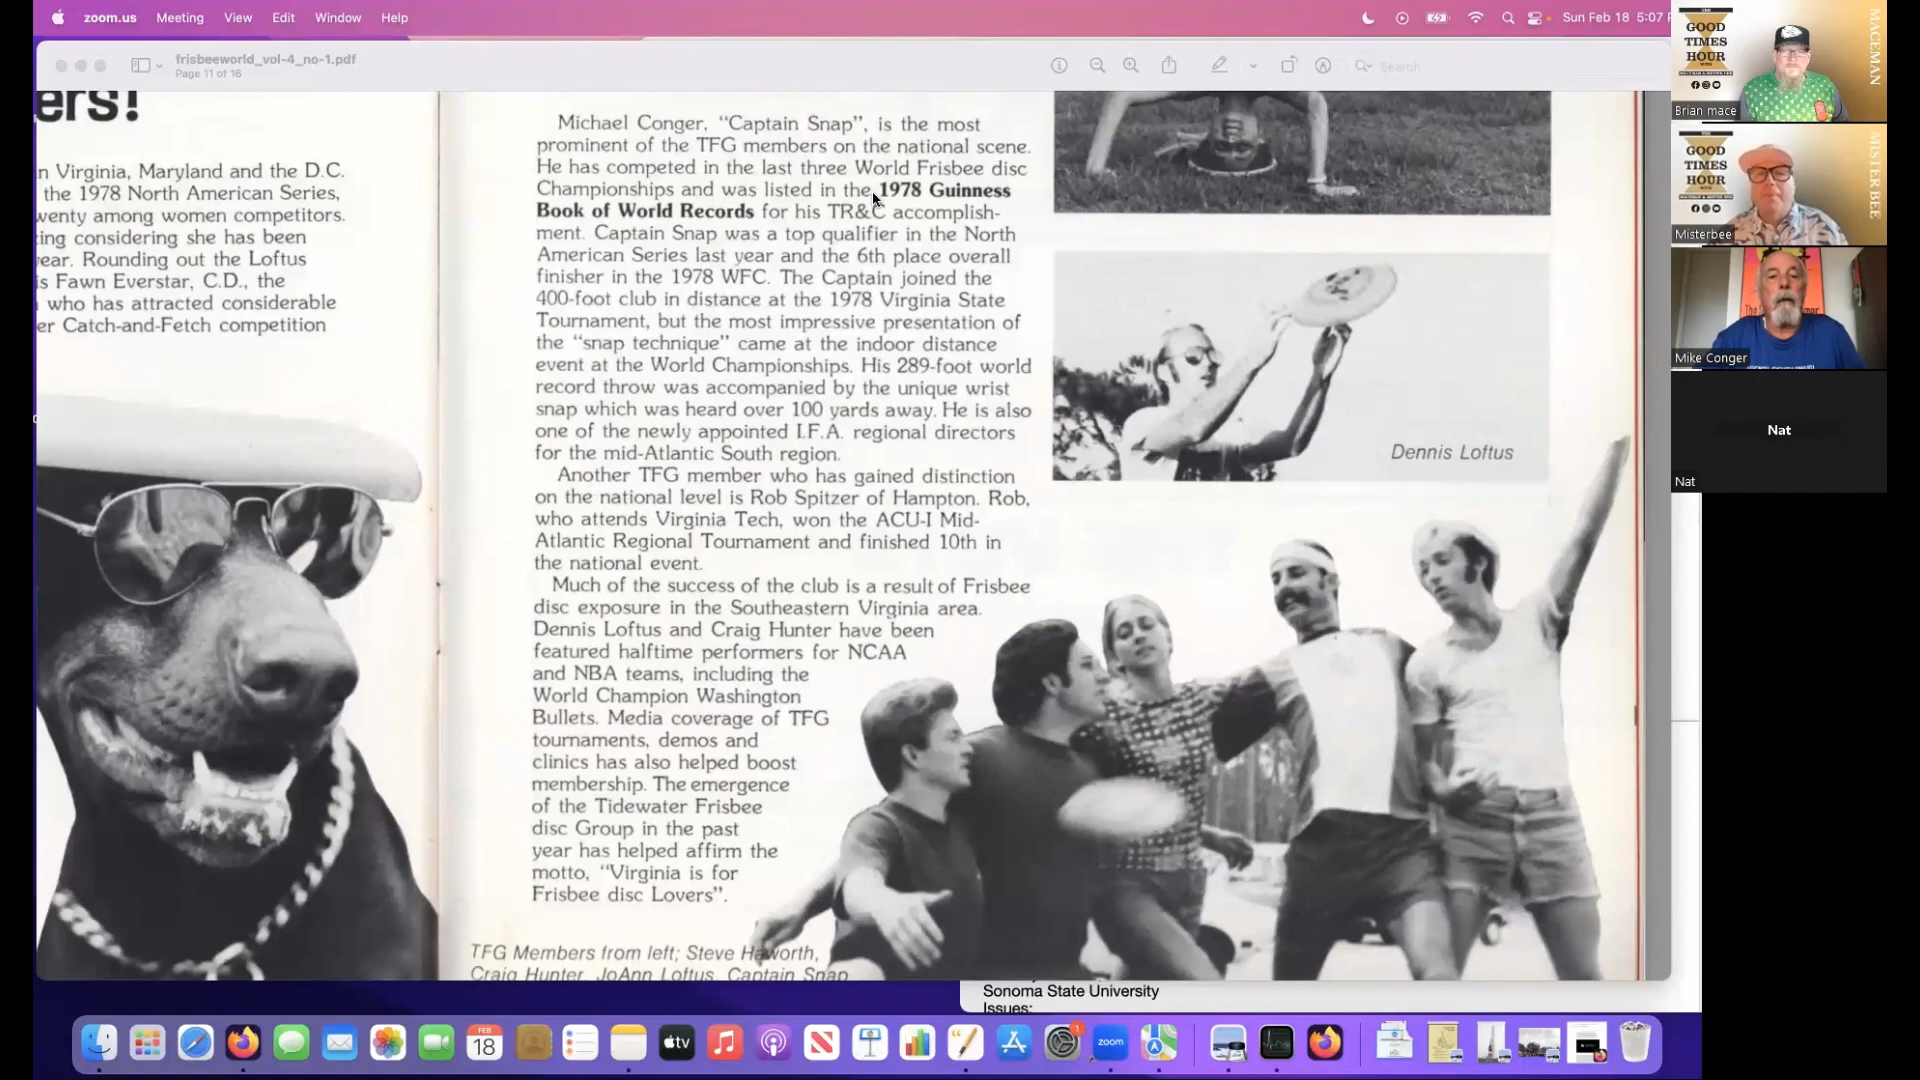 zoom.us Meeting View Edit Window Help
Sun Feb 18 5:07
frisbeeworld_vol-4_no-1.pdf
Page 11 of 16
Search
ers!
n Virginia, Maryland and the D.C.
the 1978 North American Series,
wenty among women competitors.
ing considering she has been
ear. Rounding out the Loftus
is Fawn Everstar, C.D., the
who has attracted considerable
er Catch-and-Fetch competition
Michael Conger, “Captain Snap”, is the most
prominent of the TFG members on the national scene.
He has competed in the last three World Frisbee disc
Championships and was listed in the 1978 Guinness
Book of World Records for his TR&C accomplish-
ment. Captain Snap was a top qualifier in the North
American Series last year and the 6th place overall
finisher in the 1978 WFC. The Captain joined the
400-foot club in distance at the 1978 Virginia State
Tournament, but the most impressive presentation of
the “snap technique” came at the indoor distance
event at the World Championships. His 289-foot world
record throw was accompanied by the unique wrist
snap which was heard over 100 yards away. He is also
one of the newly appointed I.F.A. regional directors
for the mid-Atlantic South region.
Another TFG member who has gained distinction
on the national level is Rob Spitzer of Hampton. Rob,
who attends Virginia Tech, won the ACU-I Mid-
Atlantic Regional Tournament and finished 10th in
the national event.
Much of the success of the club is a result of Frisbee
disc exposure in the Southeastern Virginia area.
Dennis Loftus and Craig Hunter have been
featured halftime performers for NCAA
and NBA teams, including the
World Champion Washington
Bullets. Media coverage of TFG
tournaments, demos and
clinics has also helped boost
membership. The emergence
of the Tidewater Frisbee
disc Group in the past
year has helped affirm the
motto, “Virginia is for
Frisbee disc Lovers”.
TFG Members from left; Steve Haworth,
Craig Hunter, JoAnn Loftus, Captain Snap
Dennis Loftus
Sonoma State University
Issues:
FEB
18
tv
1
zoom
GOOD
TIMES
HOUR
MACEMAN
Brian mace
GOOD
TIMES
HOUR
MISTERBEE
Misterbee
Mike Conger
Nat
Nat